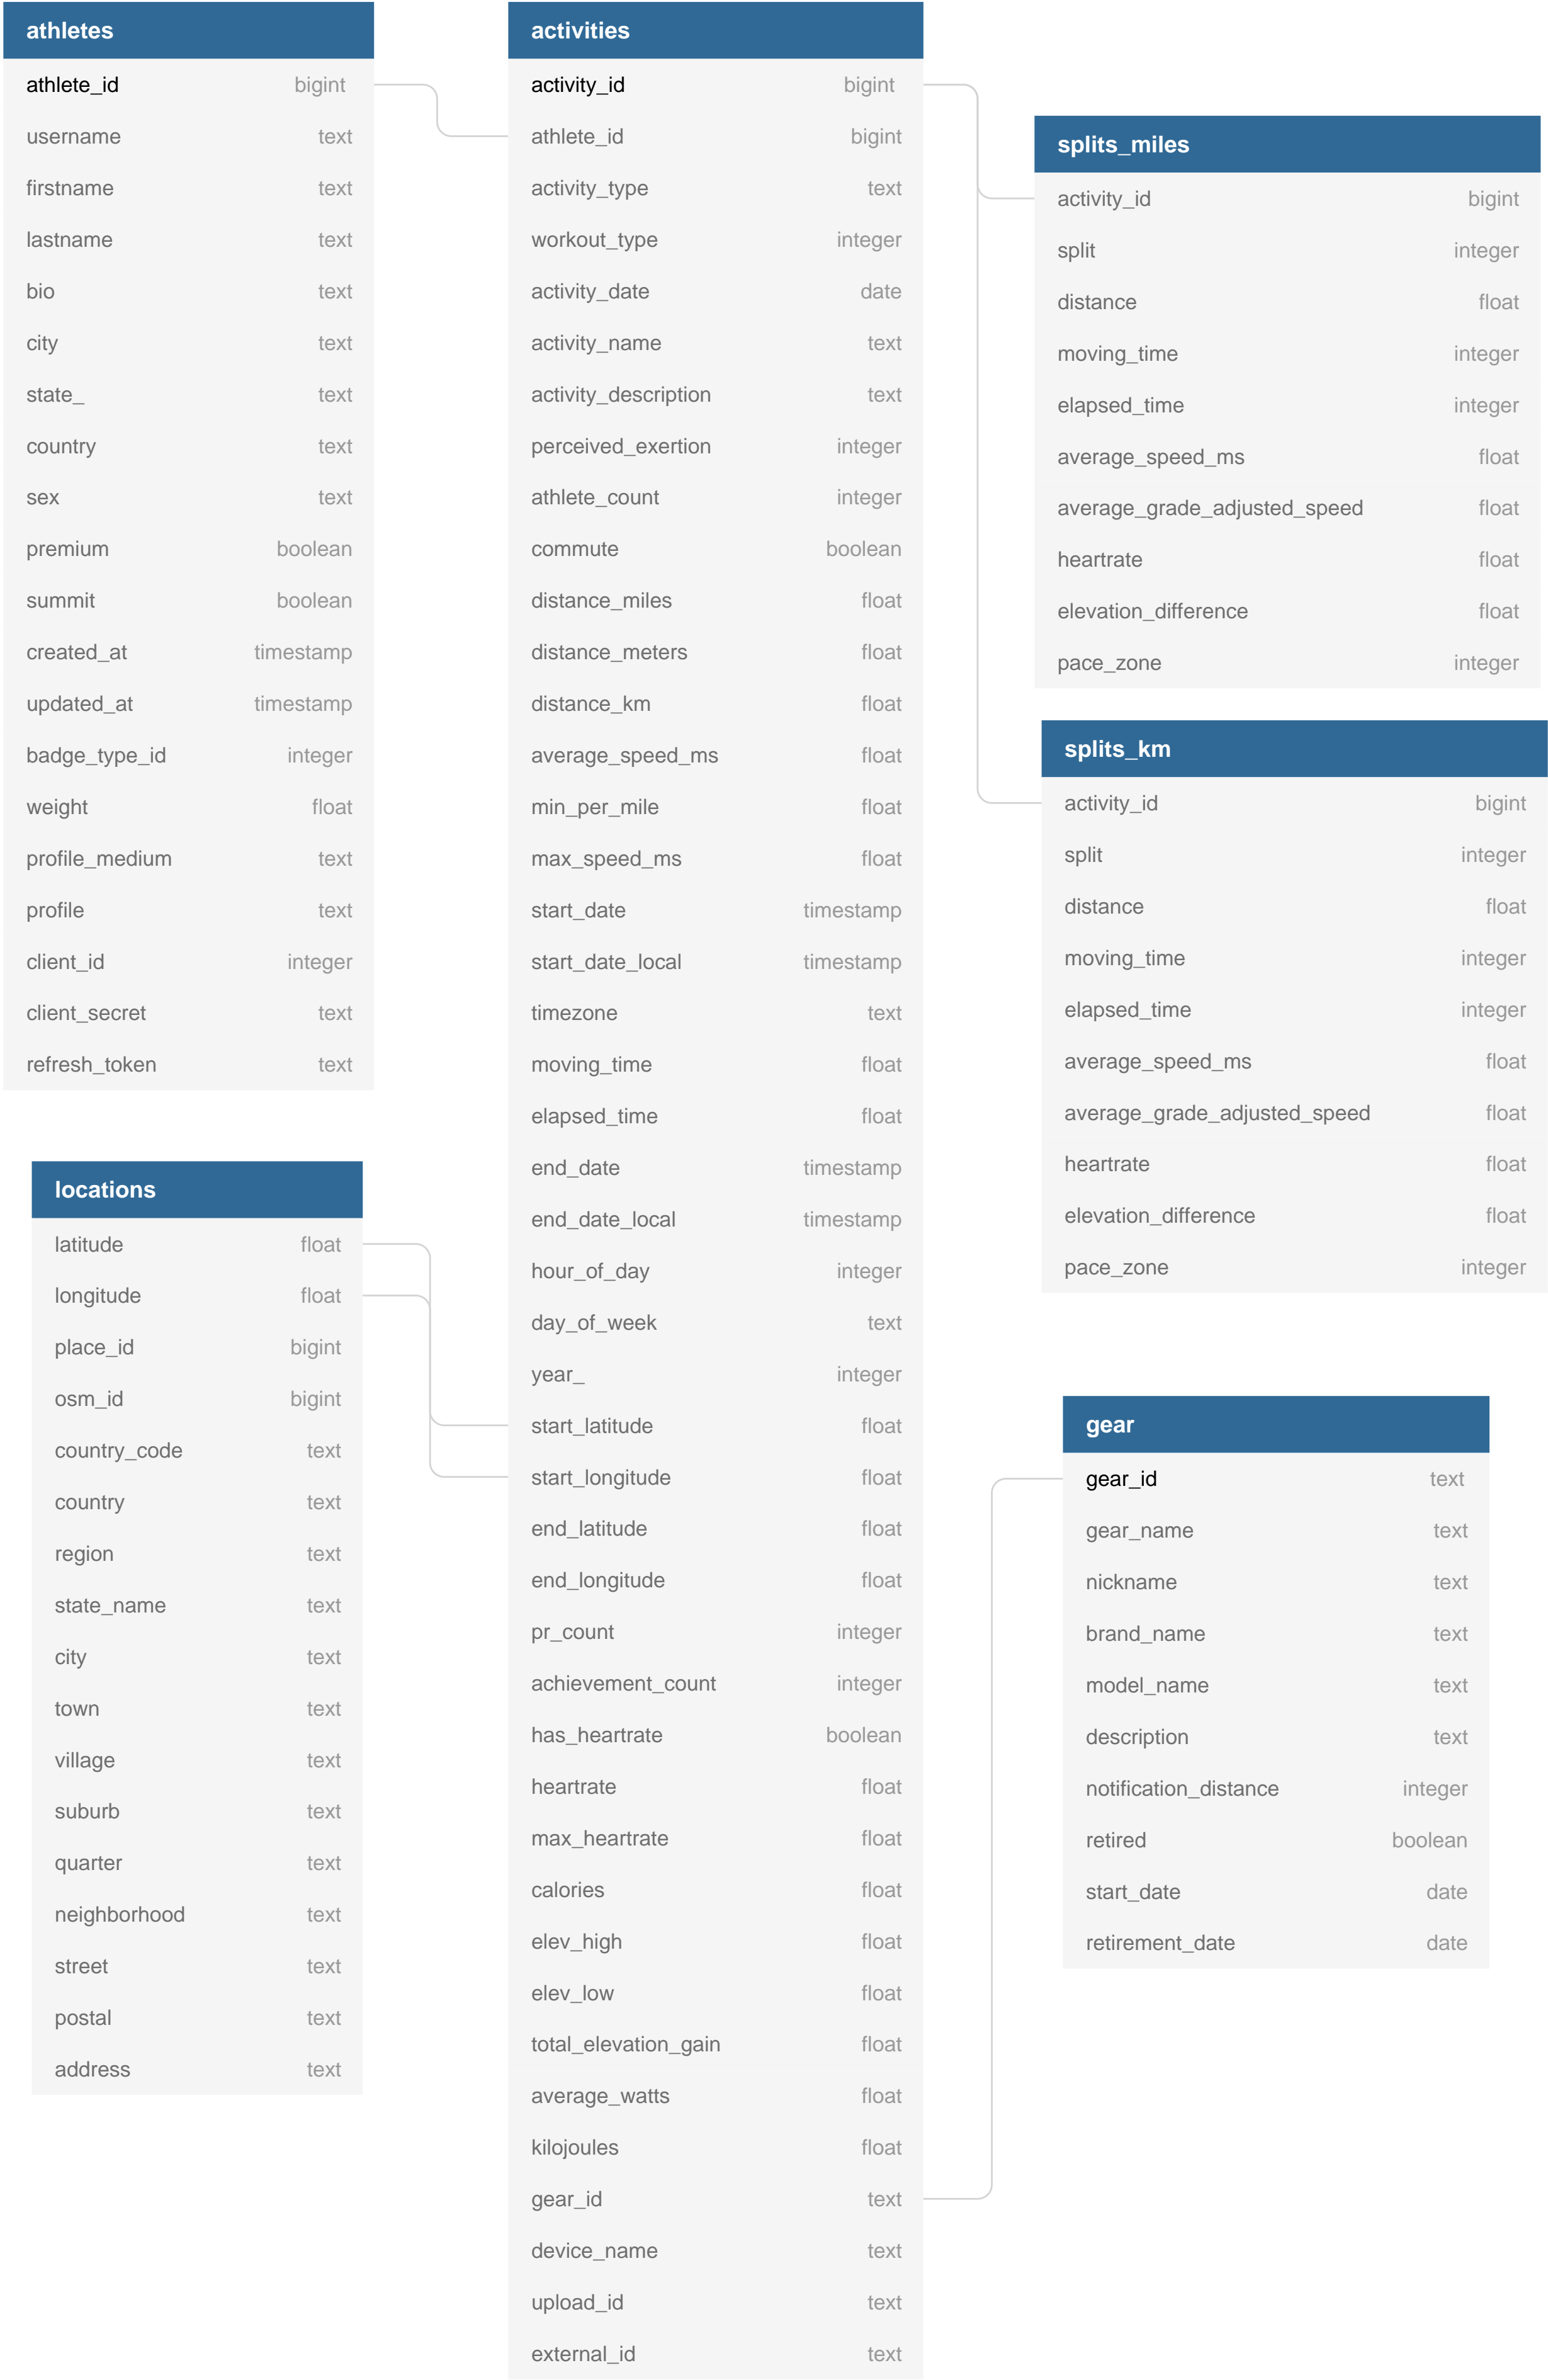 athletes
athlete_id bigint
username text
firstname text
lastname text
bio text
city text
state_ text
country text
sex text
premium boolean
summit boolean
created_at timestamp
updated_at timestamp
badge_type_id integer
weight float
profile_medium text
profile text
client_id integer
client_secret text
refresh_token text
locations
latitude float
longitude float
place_id bigint
osm_id bigint
country_code text
country text
region text
state_name text
city text
town text
village text
suburb text
quarter text
neighborhood text
street text
postal text
address text
activities
activity_id bigint
athlete_id bigint
activity_type text
workout_type integer
activity_date date
activity_name text
activity_description text
perceived_exertion integer
athlete_count integer
commute boolean
distance_miles float
distance_meters float
distance_km float
average_speed_ms float
min_per_mile float
max_speed_ms float
start_date timestamp
start_date_local timestamp
timezone text
moving_time float
elapsed_time float
end_date timestamp
end_date_local timestamp
hour_of_day integer
day_of_week text
year_ integer
start_latitude float
start_longitude float
end_latitude float
end_longitude float
pr_count integer
achievement_count integer
has_heartrate boolean
heartrate float
max_heartrate float
calories float
elev_high float
elev_low float
total_elevation_gain float
average_watts float
kilojoules float
gear_id text
device_name text
upload_id text
external_id text
splits_miles
activity_id bigint
split integer
distance float
moving_time integer
elapsed_time integer
average_speed_ms float
average_grade_adjusted_speed float
heartrate float
elevation_difference float
pace_zone integer
splits_km
activity_id bigint
split integer
distance float
moving_time integer
elapsed_time integer
average_speed_ms float
average_grade_adjusted_speed float
heartrate float
elevation_difference float
pace_zone integer
gear
gear_id text
gear_name text
nickname text
brand_name text
model_name text
description text
notification_distance integer
retired boolean
start_date date
retirement_date date